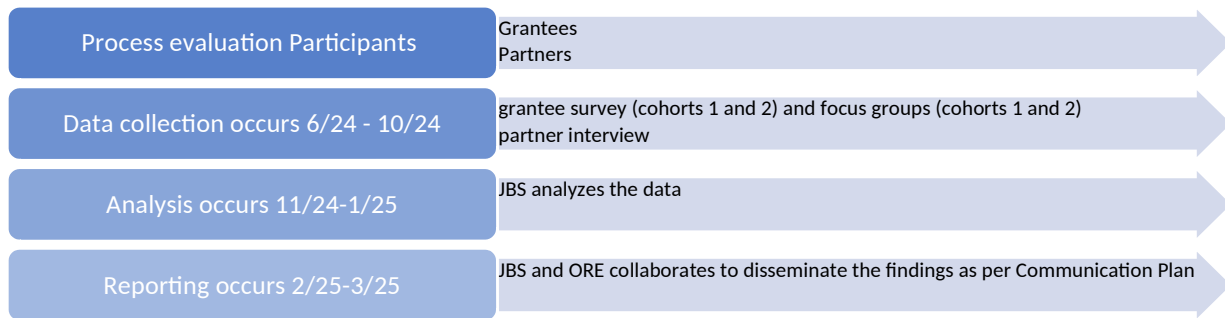 Process evaluation Participants
Grantees
Partners
Data collection occurs 6/24 - 10/24
grantee survey (cohorts 1 and 2) and focus groups (cohorts 1 and 2)
partner interview
Analysis occurs 11/24-1/25
JBS analyzes the data
Reporting occurs 2/25-3/25
JBS and ORE collaborates to disseminate the findings as per Communication Plan